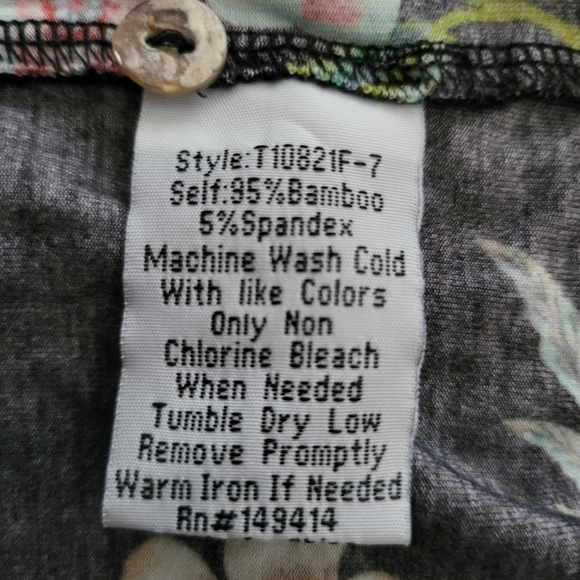 Style:T10821F-7
Self:95%Bamboo
5%Spandex
Machine Wash Cold
With like Colors
Only Non
Chlorine Bleach
When Needed
Tumble Dry Low
Remove Promptly
Warm Iron If Needed
Rn#149414